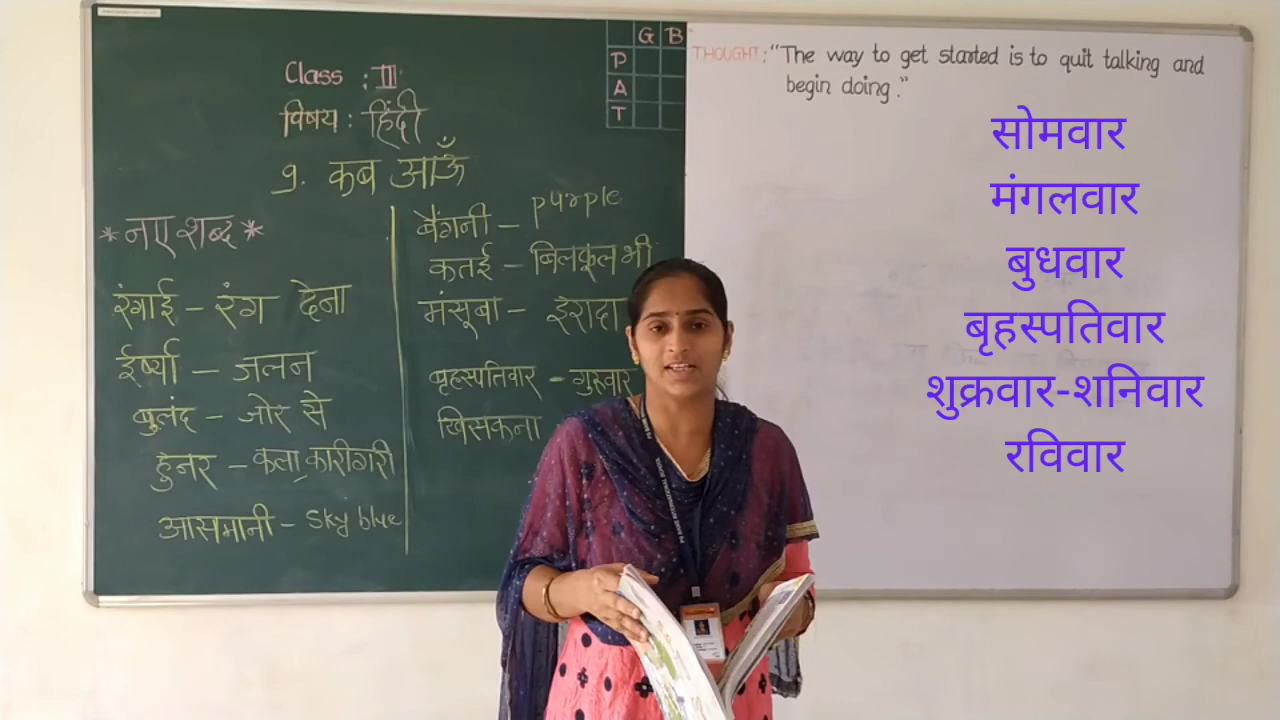 G B
P
A
T
Class : III
विषय : हिंदी
9. कब आऊँ
*नए शब्द*
रंगाई – रंग देना
ईर्ष्या – जलन
बुलंद – जोर से
हुनर – कला,कारीगरी
आसमानी – sky blue
बैंगनी – purple
कतई – बिलकूल भी
मंसूबा – इरादा
बृहस्पतिवार – गुरुवार
खिसकना
THOUGHT: "The way to get started is to quit talking and
begin doing."
सोमवार
मंगलवार
बुधवार
बृहस्पतिवार
शुक्रवार-शनिवार
रविवार